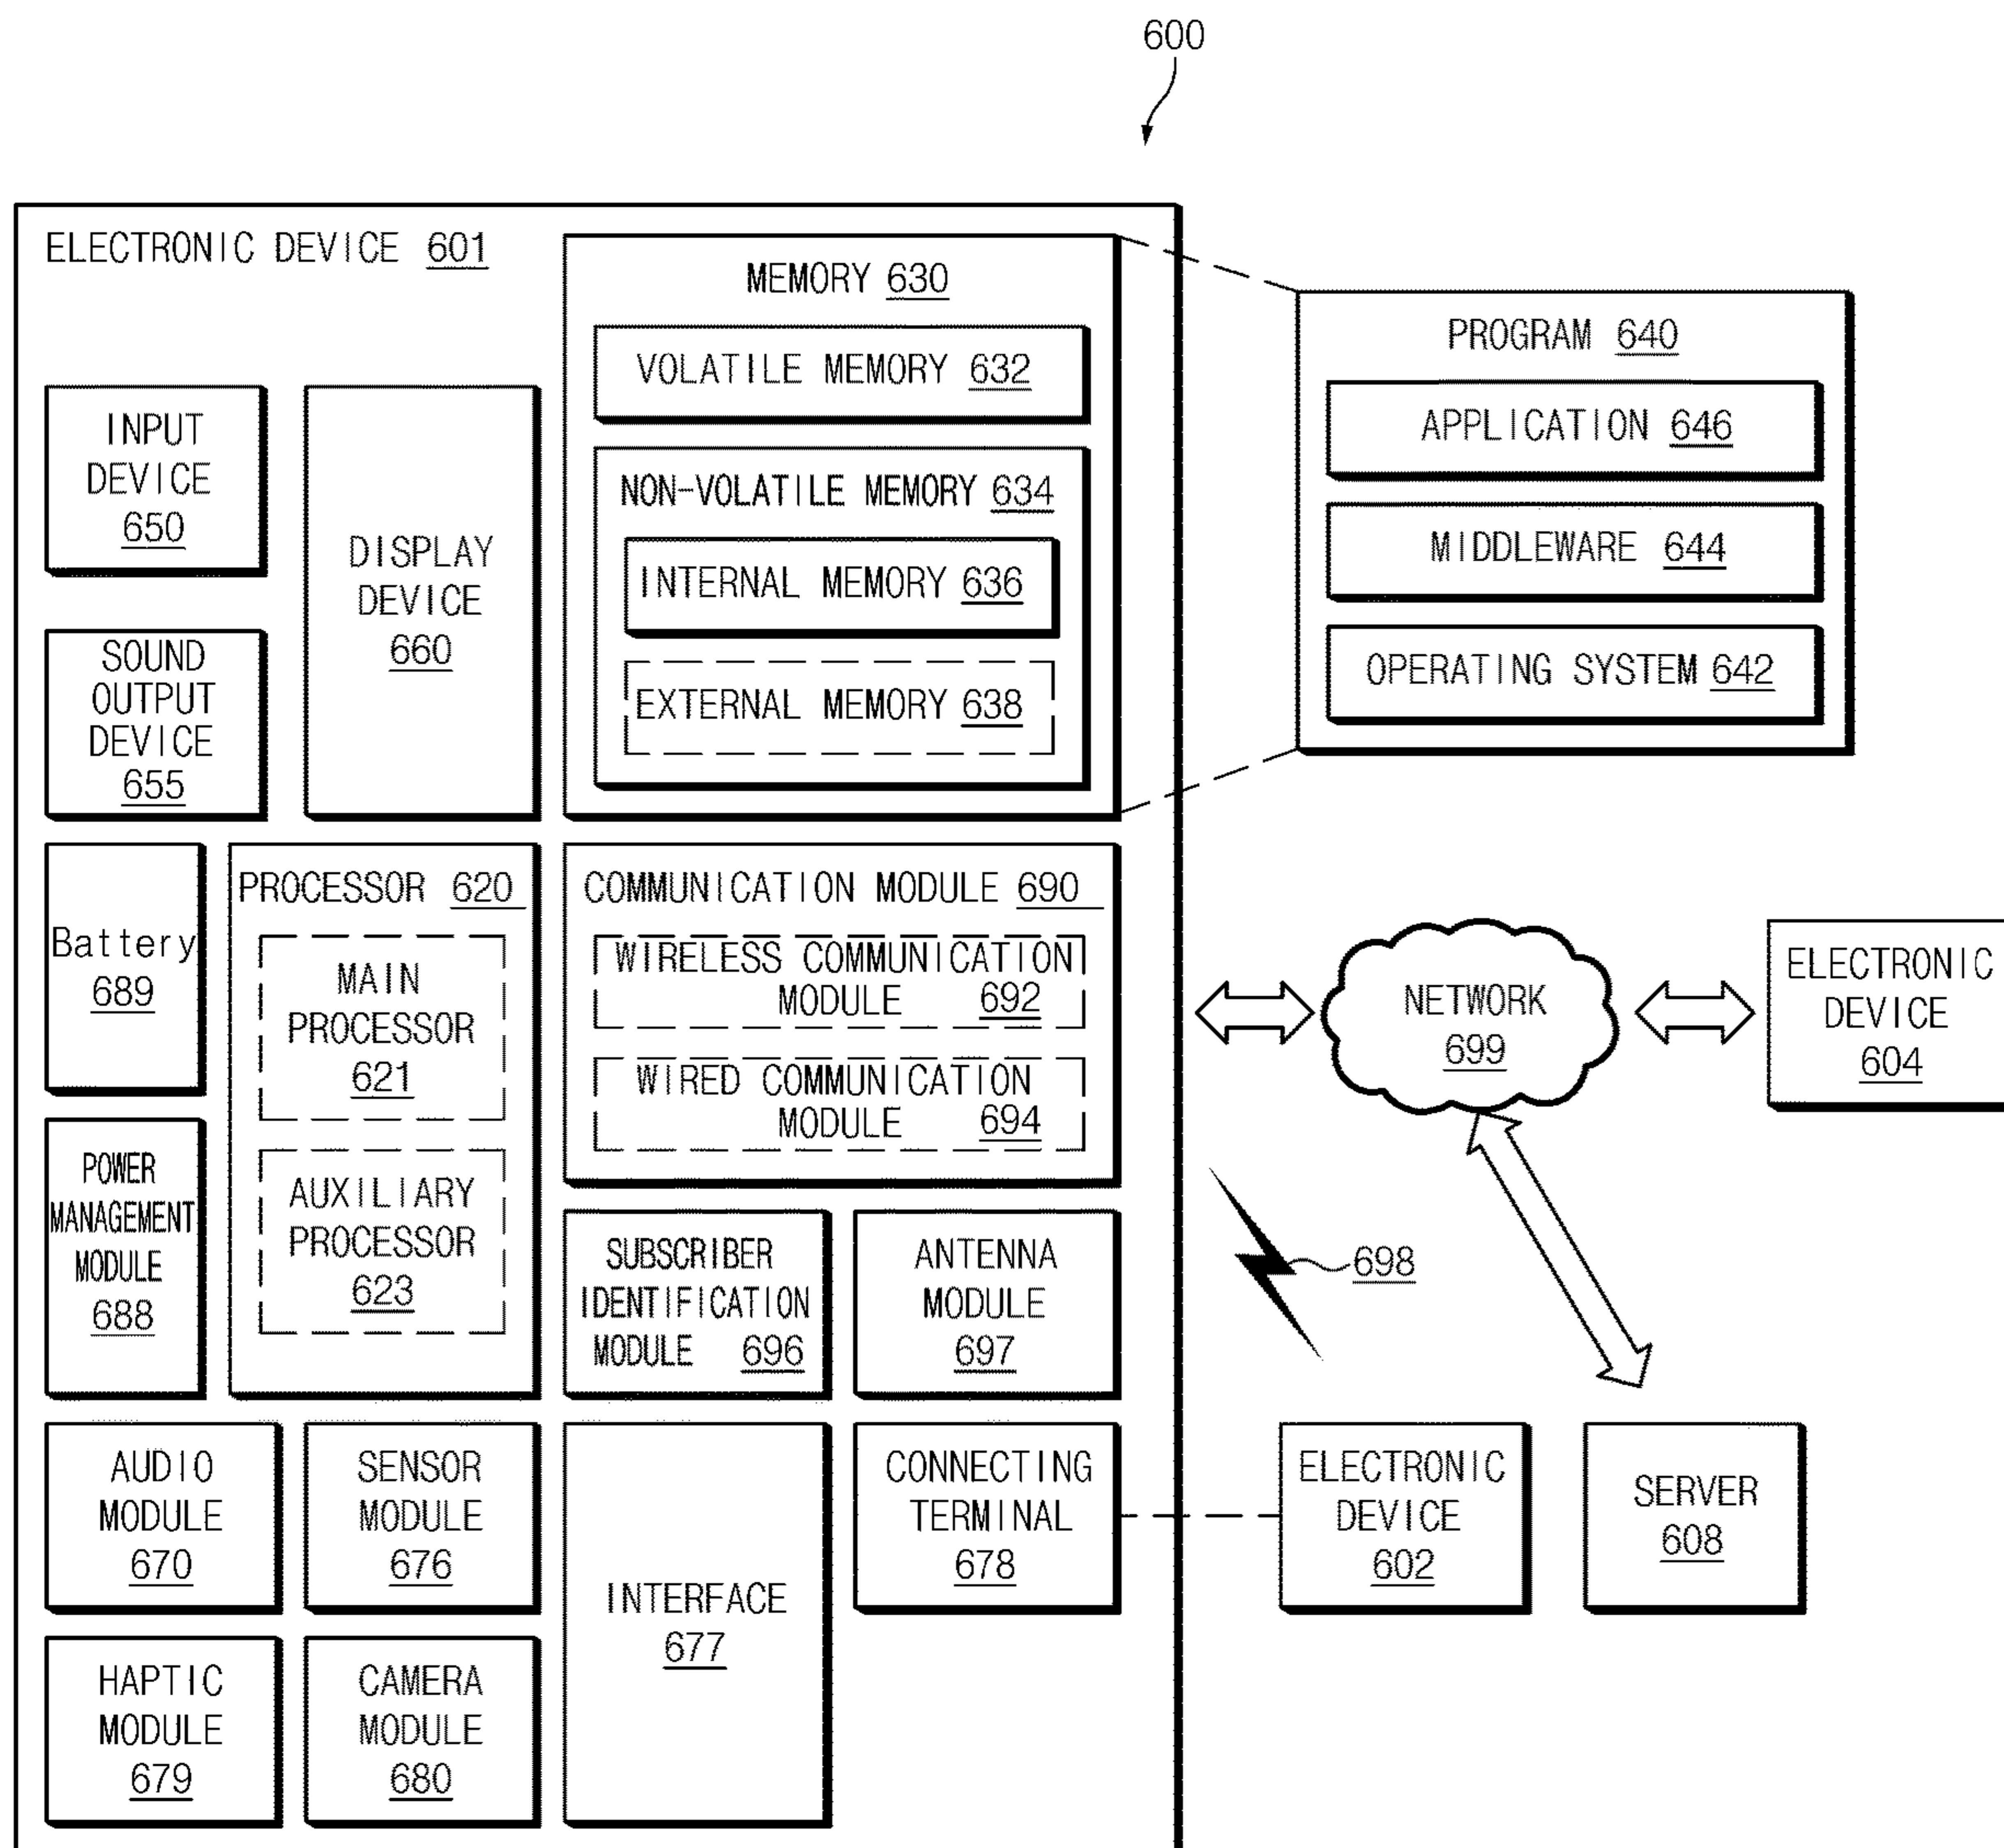 600
ELECTRONIC DEVICE 601
MEMORY 630
VOLATILE MEMORY 632
NON-VOLATILE MEMORY 634
INTERNAL MEMORY 636
EXTERNAL MEMORY 638
PROGRAM 640
APPLICATION 646
MIDDLEWARE 644
OPERATING SYSTEM 642
INPUT
DEVICE
650
SOUND
OUTPUT
DEVICE
655
DISPLAY
DEVICE
660
Battery
689
POWER
MANAGEMENT
MODULE
688
PROCESSOR 620
MAIN
PROCESSOR
621
AUXILIARY
PROCESSOR
623
COMMUNICATION MODULE 690
WIRELESS COMMUNICATION
MODULE 692
WIRED COMMUNICATION
MODULE 694
SUBSCRIBER
IDENTIFICATION
MODULE 696
ANTENNA
MODULE
697
NETWORK
699
ELECTRONIC
DEVICE
604
698
AUDIO
MODULE
670
SENSOR
MODULE
676
INTERFACE
677
CONNECTING
TERMINAL
678
ELECTRONIC
DEVICE
602
SERVER
608
HAPTIC
MODULE
679
CAMERA
MODULE
680